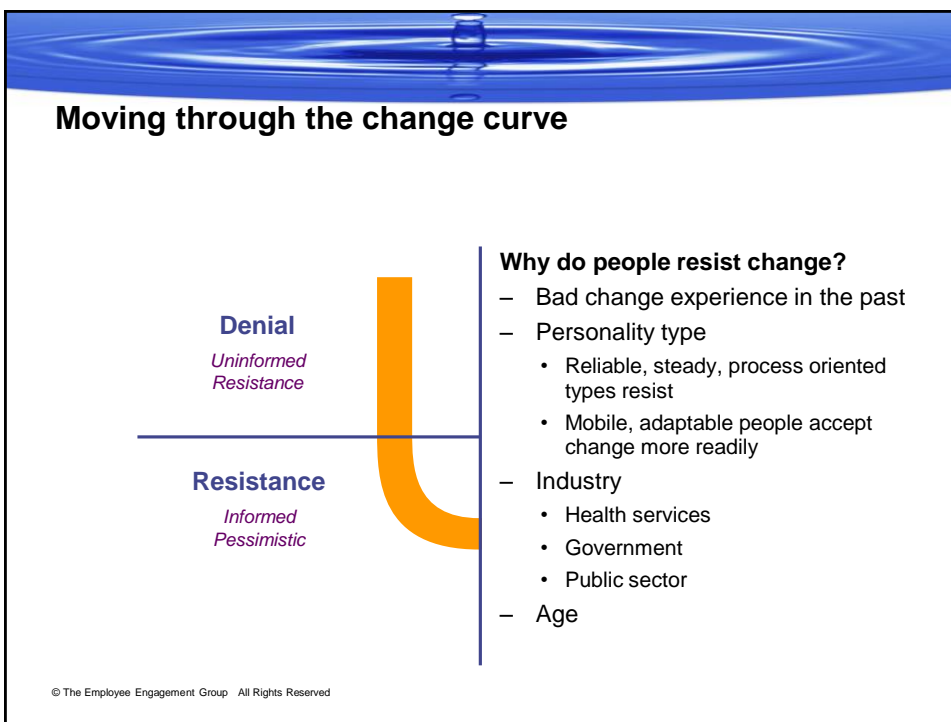 Moving through the change curve
Denial
Uninformed
Resistance
Resistance
Informed
Pessimistic
Why do people resist change?
– Bad change experience in the past
– Personality type
• Reliable, steady, process oriented
types resist
• Mobile, adaptable people accept
change more readily
– Industry
• Health services
• Government
• Public sector
– Age
© The Employee Engagement Group All Rights Reserved